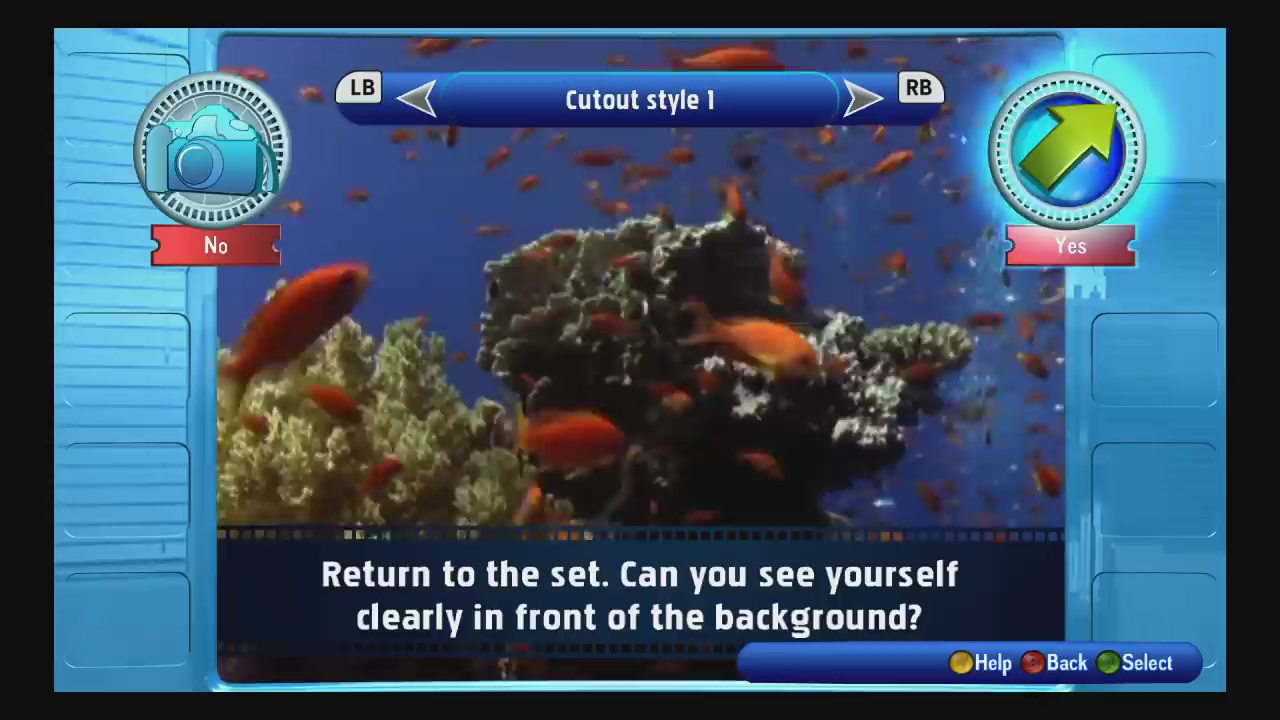 LB
Cutout style 1
RB
No
Yes
Return to the set. Can you see yourself
clearly in front of the background?
Help Back Select